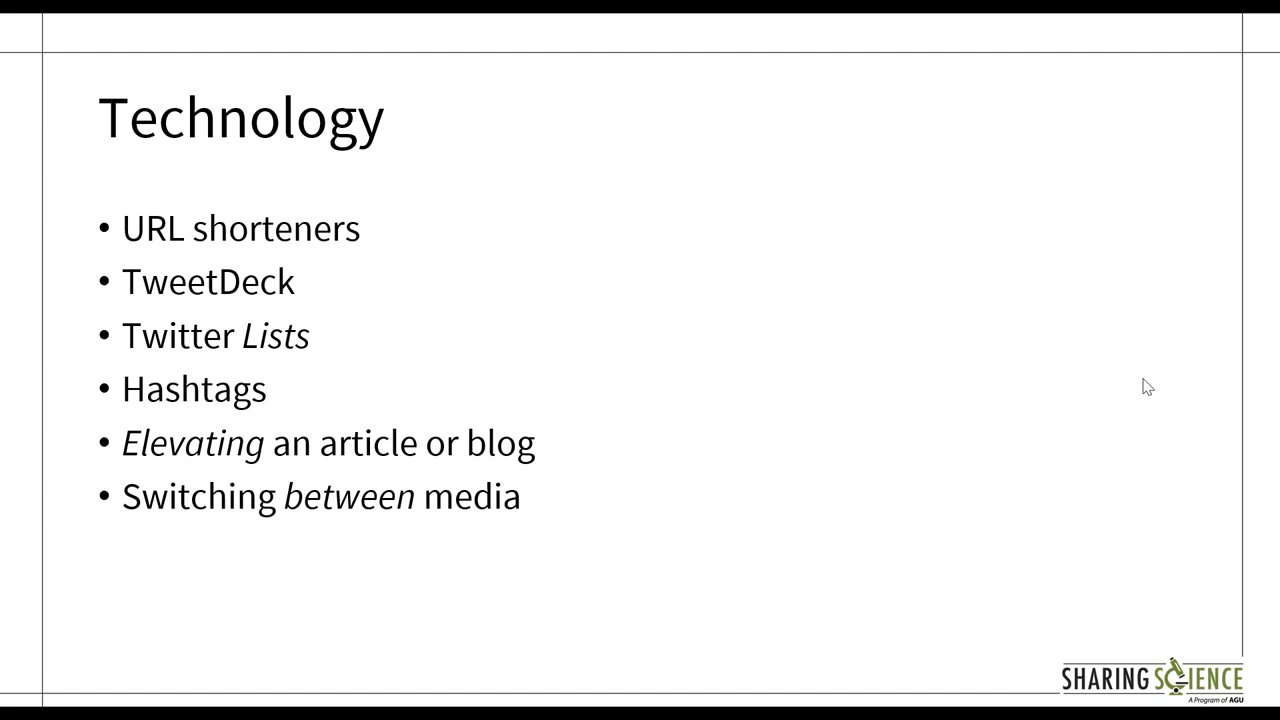 Technology
• URL shorteners
• TweetDeck
• Twitter Lists
• Hashtags
• Elevating an article or blog
• Switching between media
SHARING SCIENCE
A Program of AGU